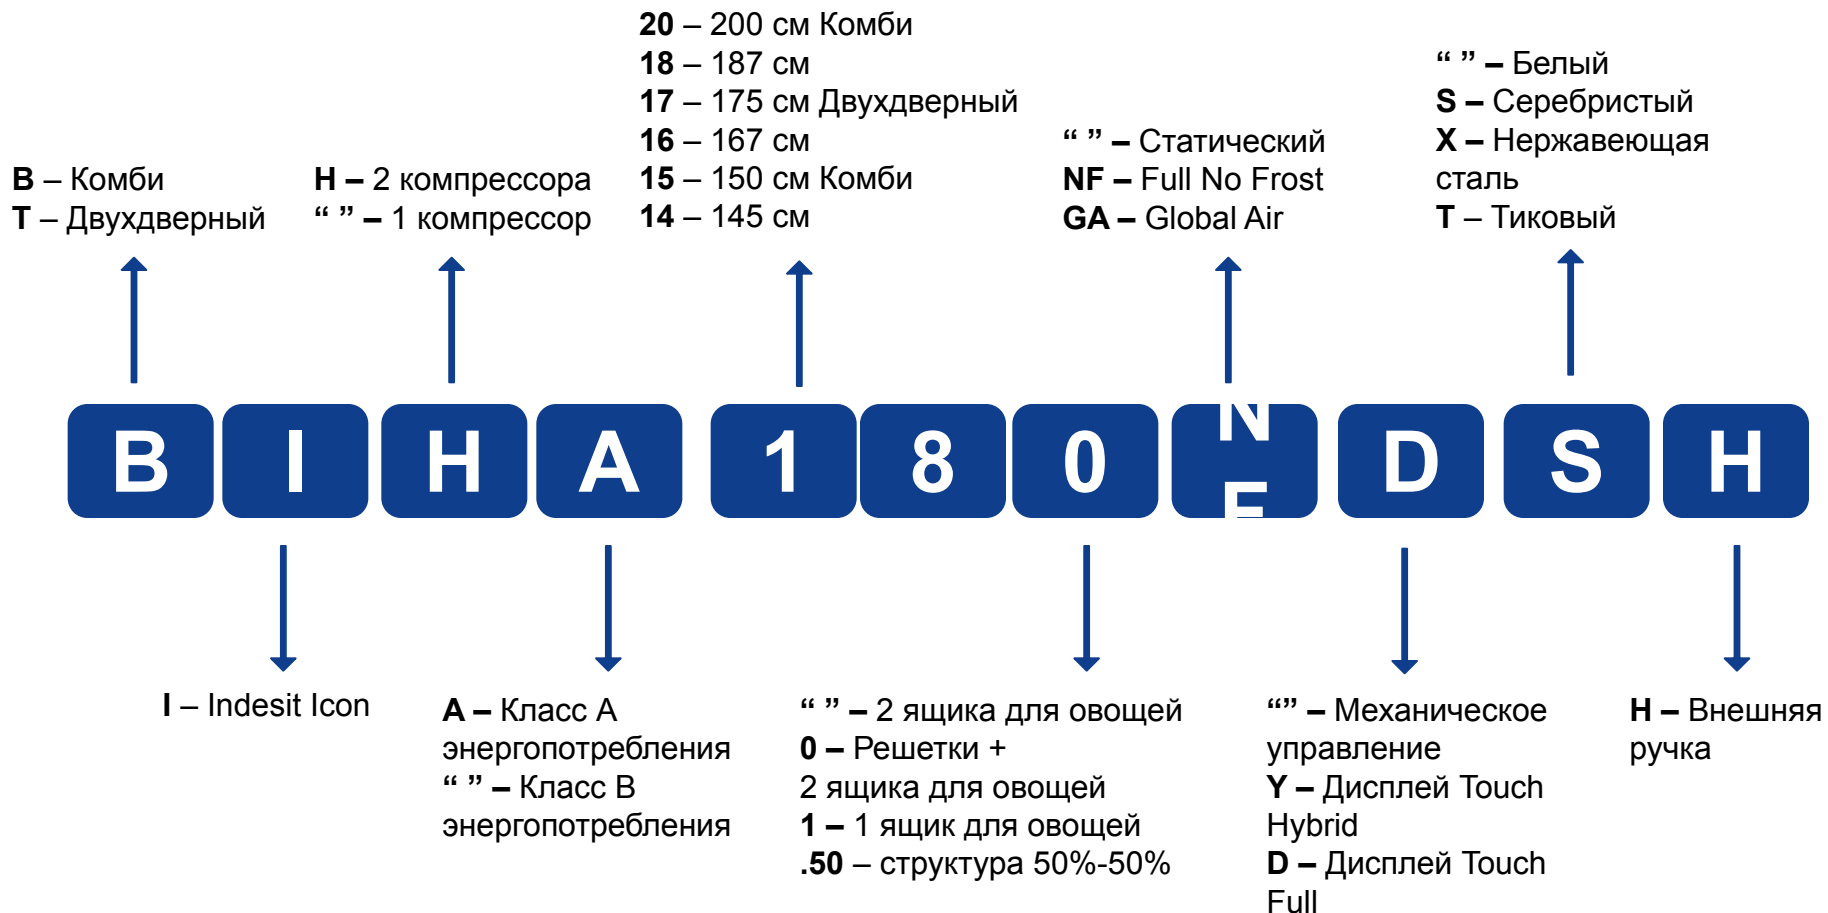 B – Комби
T – Двухдверный
H – 2 компрессора
“ ” – 1 компрессор
20 – 200 см Комби
18 – 187 см
17 – 175 см Двухдверный
16 – 167 см
15 – 150 см Комби
14 – 145 см
“ ” – Статический
NF – Full No Frost
GA – Global Air
“ ” – Белый
S – Серебристый
X – Нержавеющая
сталь
T – Тиковый
B I H A 1 8 0 NF D S H
I – Indesit Icon
A – Класс A
энергопотребления
“ ” – Класс B
энергопотребления
“ ” – 2 ящика для овощей
0 – Решетки +
2 ящика для овощей
1 – 1 ящик для овощей
.50 – структура 50%-50%
“” – Механическое
управление
Y – Дисплей Touch
Hybrid
D – Дисплей Touch
Full
H – Внешняя
ручка